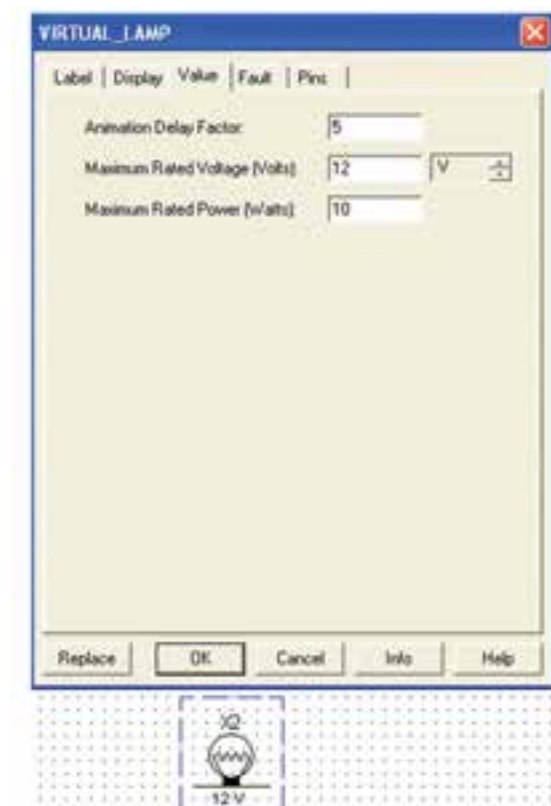 VIRTUAL_LAMP
Label Display Value Fault Pins
Animation Delay Factor: 5
Maximum Rated Voltage (Volts): 12 V
Maximum Rated Power (Watts): 10
Replace OK Cancel Info Help
X2
12 V